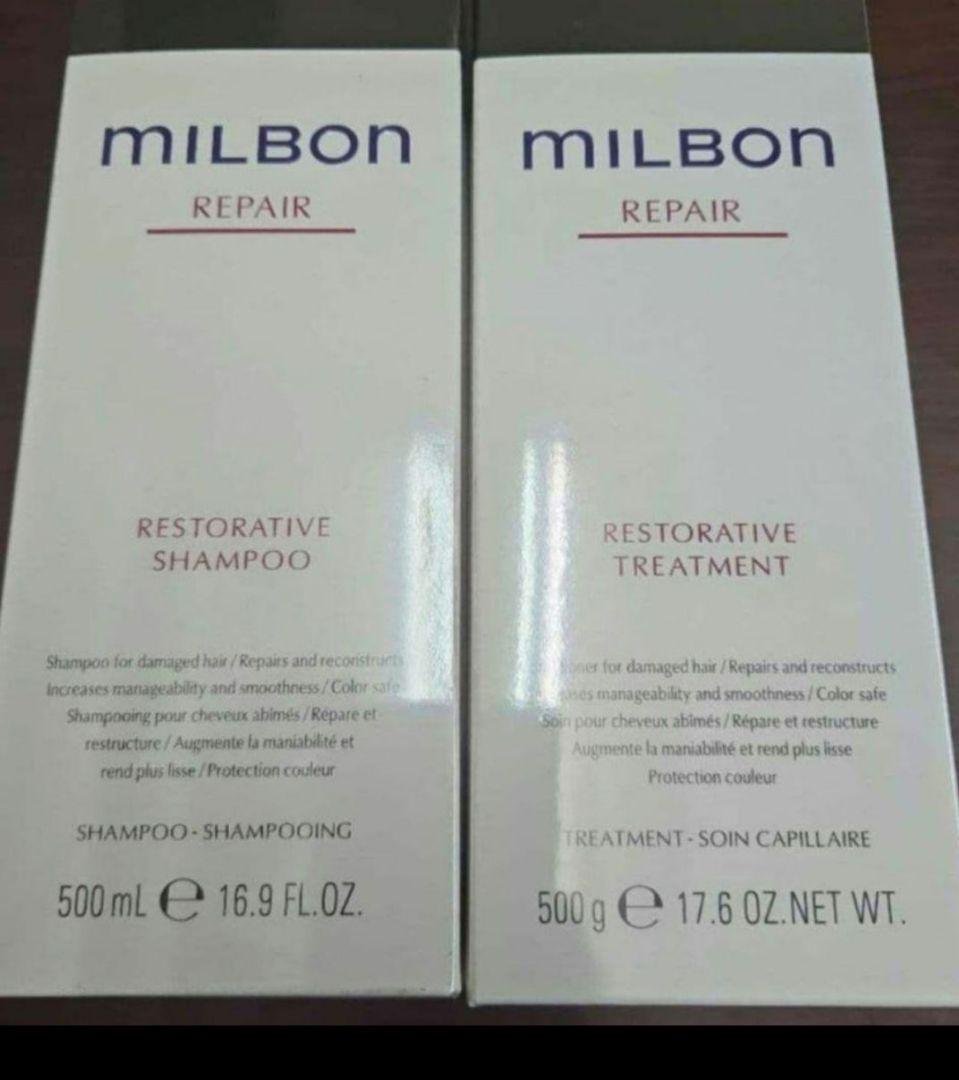 mILBON
REPAIR
RESTORATIVE
SHAMPOO
Shampoo for damaged hair / Repairs and reconstructs
Increases manageability and smoothness / Color safe
Shampooing pour cheveux abîmés / Répare et
restructure / Augmente la maniabilité et
rend plus lisse / Protection couleur
SHAMPOO - SHAMPOOING
500 mL e 16.9 FL.OZ.
mILBON
REPAIR
RESTORATIVE
TREATMENT
for damaged hair / Repairs and reconstructs
manageability and smoothness / Color safe
Soin pour cheveux abîmés / Répare et restructure
Augmente la maniabilité et rend plus lisse
Protection couleur
TREATMENT - SOIN CAPILLAIRE
500 g e 17.6 OZ.NET WT.